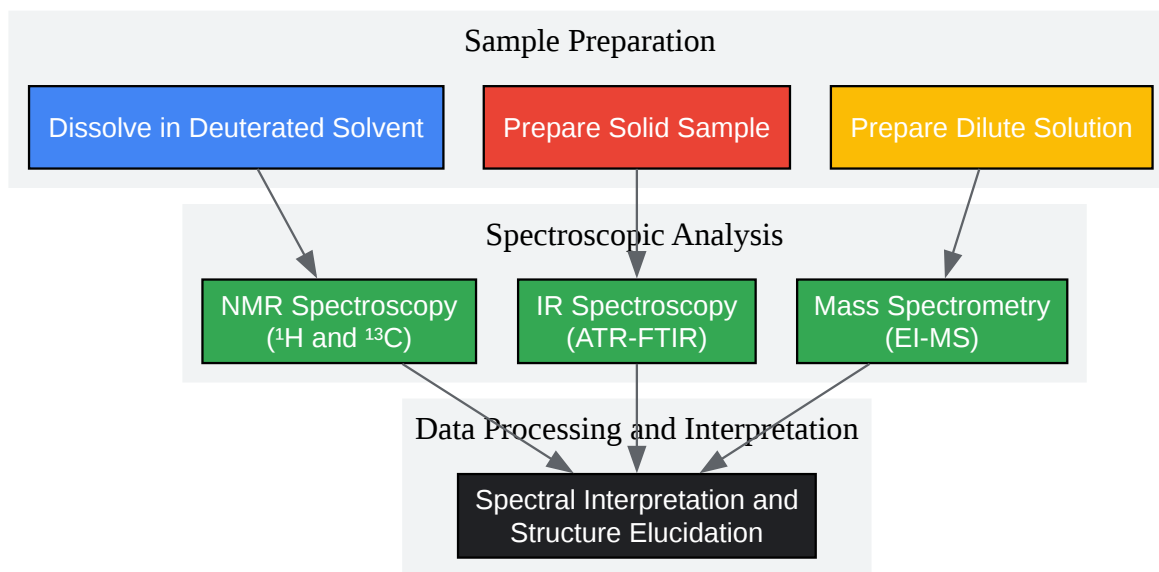 Sample Preparation
Dissolve in Deuterated Solvent
Prepare Solid Sample
Prepare Dilute Solution
Spectroscopic Analysis
NMR Spectroscopy
(¹H and ¹³C)
IR Spectroscopy
(ATR-FTIR)
Mass Spectrometry
(EI-MS)
Data Processing and Interpretation
Spectral Interpretation and
Structure Elucidation